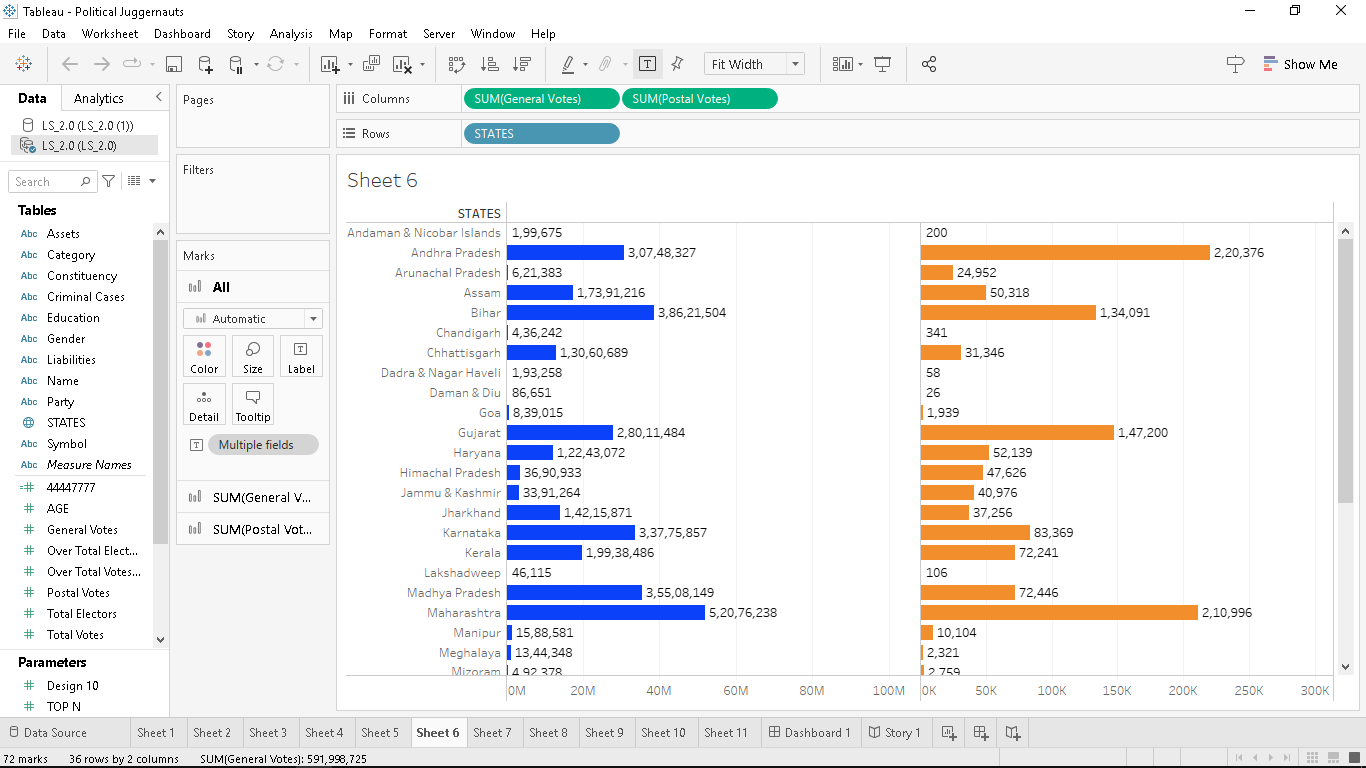 Tableau - Political Juggernauts
File Data Worksheet Dashboard Story Analysis Map Format Server Window Help
Fit Width
Show Me
Data Analytics
LS_2.0 (LS_2.0 (1))
LS_2.0 (LS_2.0)
Search
Tables
Abc Assets
Abc Category
Abc Constituency
Abc Criminal Cases
Abc Education
Abc Gender
Abc Liabilities
Abc Name
Abc Party
STATES
Abc Symbol
Abc Measure Names
=# 44447777
# AGE
# General Votes
# Over Total Elect...
# Over Total Votes...
# Postal Votes
# Total Electors
# Total Votes
Parameters
# Design 10
# TOP N
Pages
Filters
Marks
All
Automatic
Color Size Label
Detail Tooltip
Multiple fields
SUM(General V...
SUM(Postal Vot...
Columns SUM(General Votes) SUM(Postal Votes)
Rows STATES
Sheet 6
STATES
Andaman & Nicobar Islands 1,99,675 200
Andhra Pradesh 3,07,48,327 2,20,376
Arunachal Pradesh 6,21,383 24,952
Assam 1,73,91,216 50,318
Bihar 3,86,21,504 1,34,091
Chandigarh 4,36,242 341
Chhattisgarh 1,30,60,689 31,346
Dadra & Nagar Haveli 1,93,258 58
Daman & Diu 86,651 26
Goa 8,39,015 1,939
Gujarat 2,80,11,484 1,47,200
Haryana 1,22,43,072 52,139
Himachal Pradesh 36,90,933 47,626
Jammu & Kashmir 33,91,264 40,976
Jharkhand 1,42,15,871 37,256
Karnataka 3,37,75,857 83,369
Kerala 1,99,38,486 72,241
Lakshadweep 46,115 106
Madhya Pradesh 3,55,08,149 72,446
Maharashtra 5,20,76,238 2,10,996
Manipur 15,88,581 10,104
Meghalaya 13,44,348 2,321
Mizoram 4,92,378 2,759
0M 20M 40M 60M 80M 100M 0K 50K 100K 150K 200K 250K 300K
Data Source Sheet 1 Sheet 2 Sheet 3 Sheet 4 Sheet 5 Sheet 6 Sheet 7 Sheet 8 Sheet 9 Sheet 10 Sheet 11 Dashboard 1 Story 1
72 marks 36 rows by 2 columns SUM(General Votes): 591,998,725